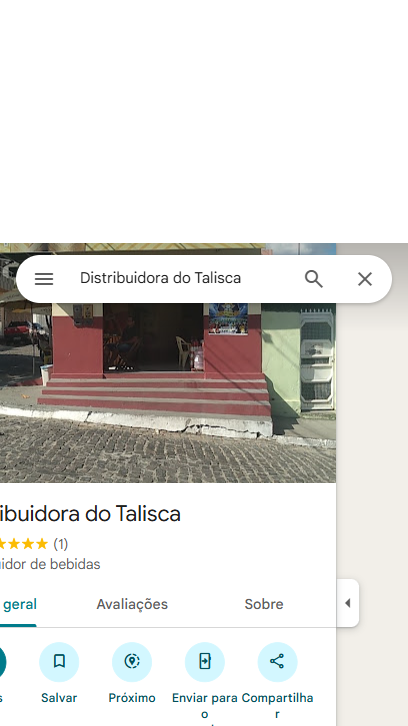 Distribuidora do Talisca
ibuidora do Talisca
(1)
idor de bebidas
geral
Avaliações
Sobre
s
Salvar
Próximo
Enviar para
o
Compartilha
r